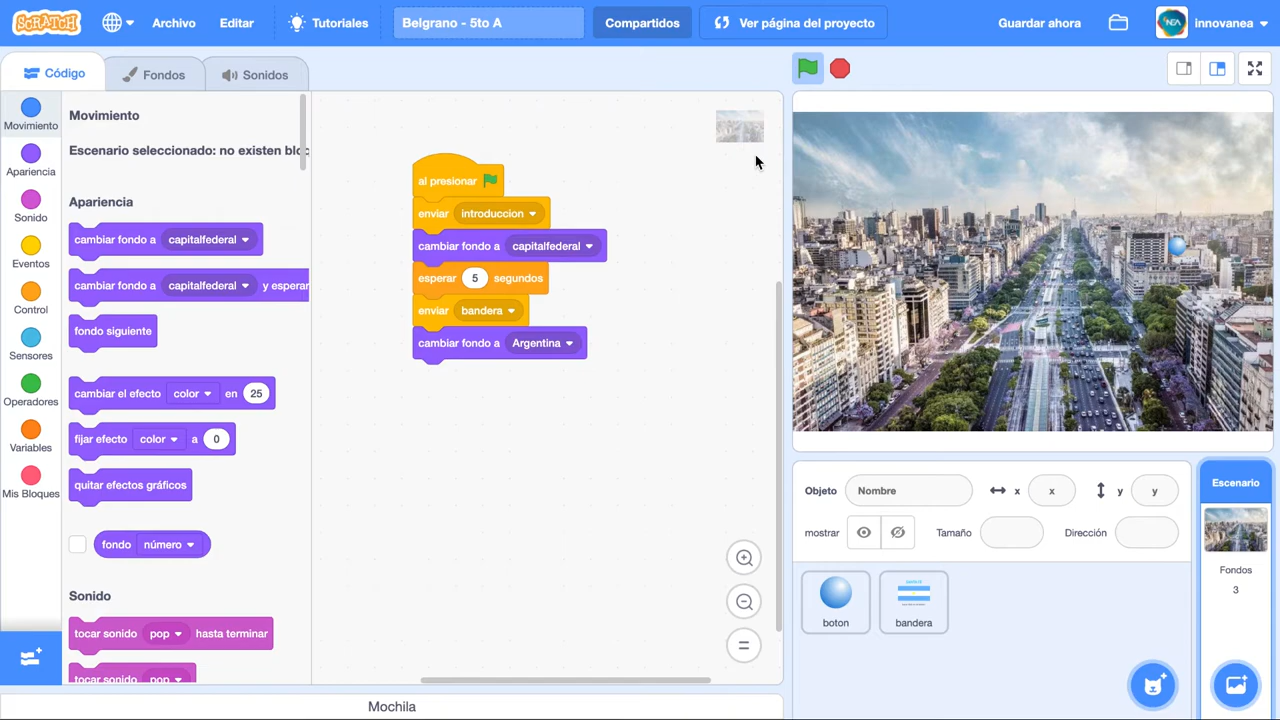 SCRATCH
Archivo
Editar
Tutoriales
Belgrano - 5to A
Compartidos
Ver página del proyecto
Guardar ahora
innovanea
Código
Fondos
Sonidos
Movimiento
Apariencia
Sonido
Eventos
Control
Sensores
Operadores
Variables
Mis Bloques
Movimiento
Escenario seleccionado: no existen bloc
Apariencia
cambiar fondo a capitalfederal
cambiar fondo a capitalfederal y esperar
fondo siguiente
cambiar el efecto color en 25
fijar efecto color a 0
quitar efectos gráficos
fondo número
Sonido
tocar sonido pop hasta terminar
tocar sonido pop
al presionar
enviar introduccion
cambiar fondo a capitalfederal
esperar 5 segundos
enviar bandera
cambiar fondo a Argentina
Mochila
Objeto
Nombre
x
x
y
y
mostrar
Tamaño
Dirección
boton
bandera
Escenario
Fondos
3